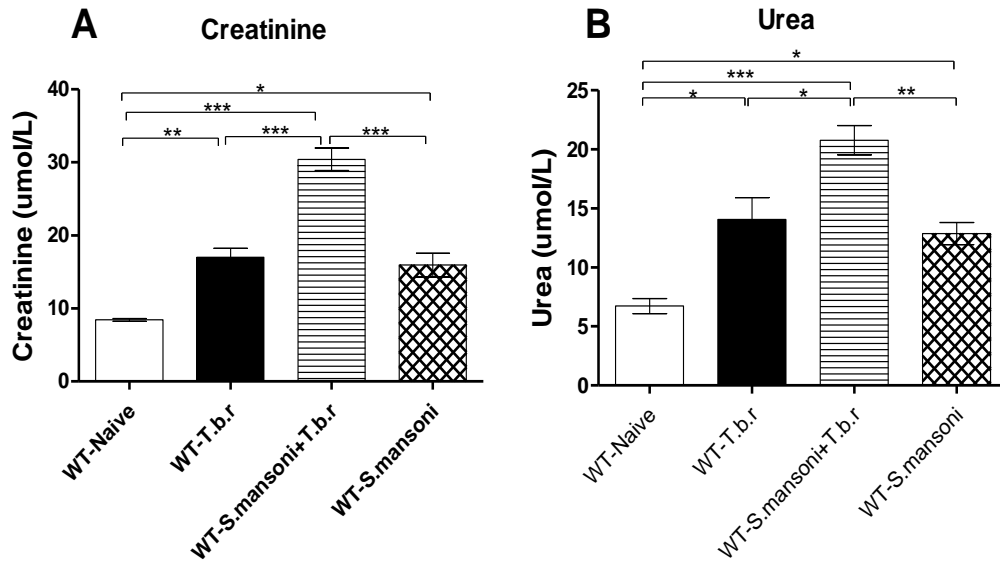 A
Creatinine
Creatinine (umol/L)
40
30
20
10
0
*
***
** *** ***
WT-Naive
WT-T.b.r
WT-S.mansoni+T.b.r
WT-S.mansoni
B
Urea
Urea (umol/L)
25
20
15
10
5
0
*
***
* * **
WT-Naive
WT-T.b.r
WT-S.mansoni+T.b.r
WT-S.mansoni